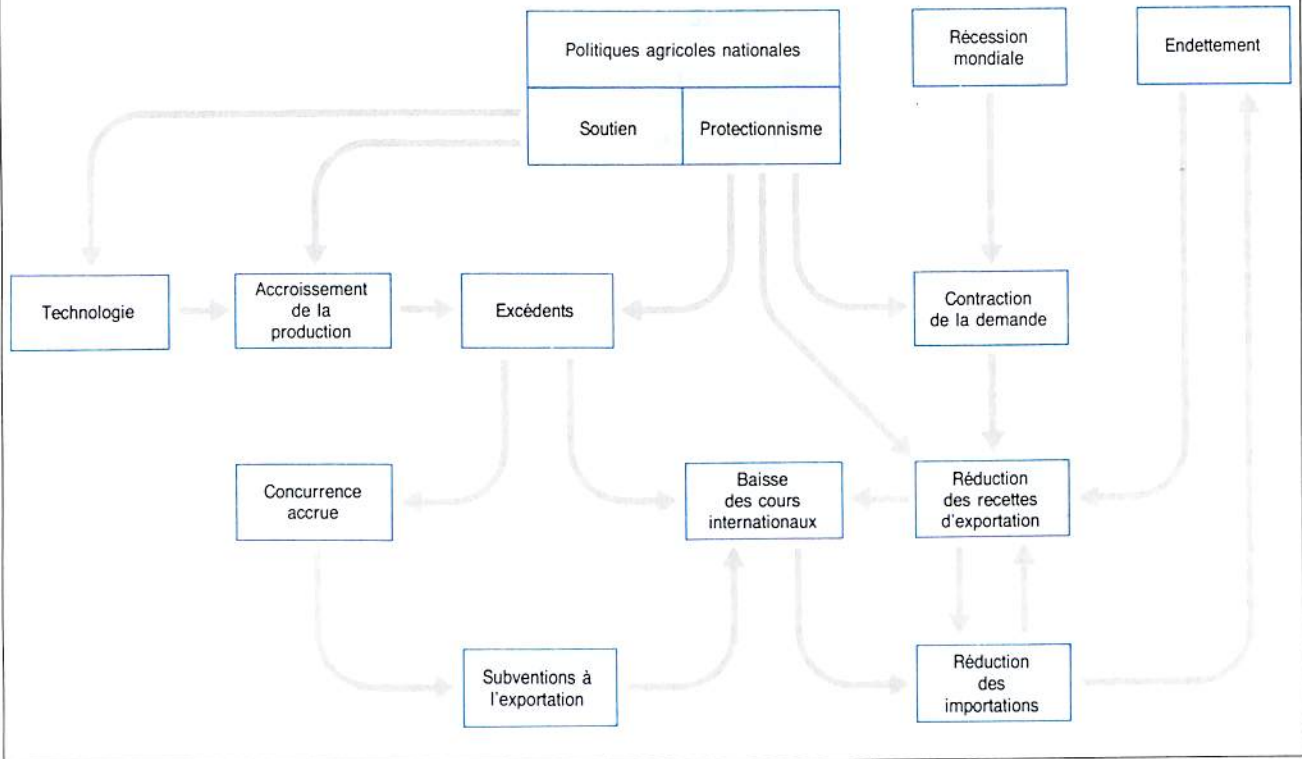 Politiques agricoles nationales
Soutien
Protectionnisme
Récession
mondiale
Endettement
Technologie
Accroissement
de la
production
Excédents
Contraction
de la demande
Concurrence
accrue
Baisse
des cours
internationaux
Réduction
des recettes
d'exportation
Subventions à
l'exportation
Réduction
des
importations